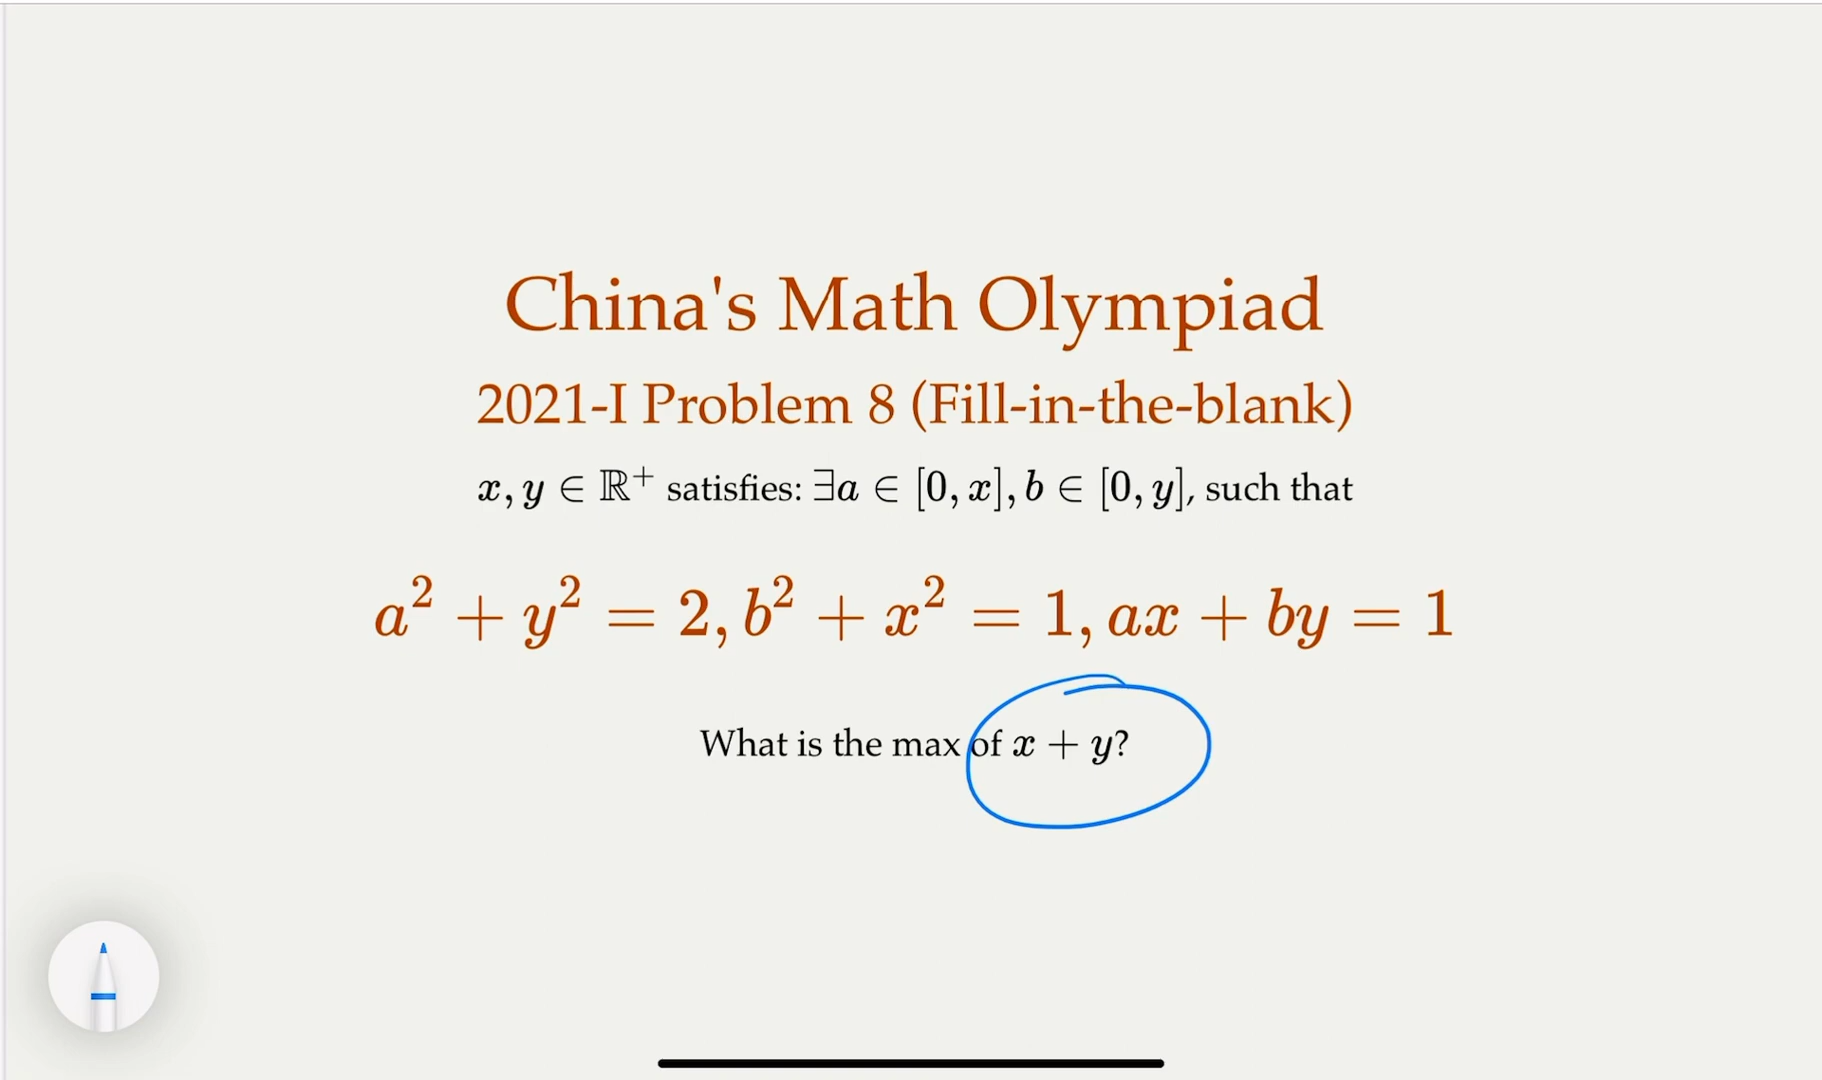 China's Math Olympiad
2021-I Problem 8 (Fill-in-the-blank)
x, y ∈ ℝ⁺ satisfies: ∃a ∈ [0, x], b ∈ [0, y], such that
a² + y² = 2, b² + x² = 1, ax + by = 1
What is the max of x + y?